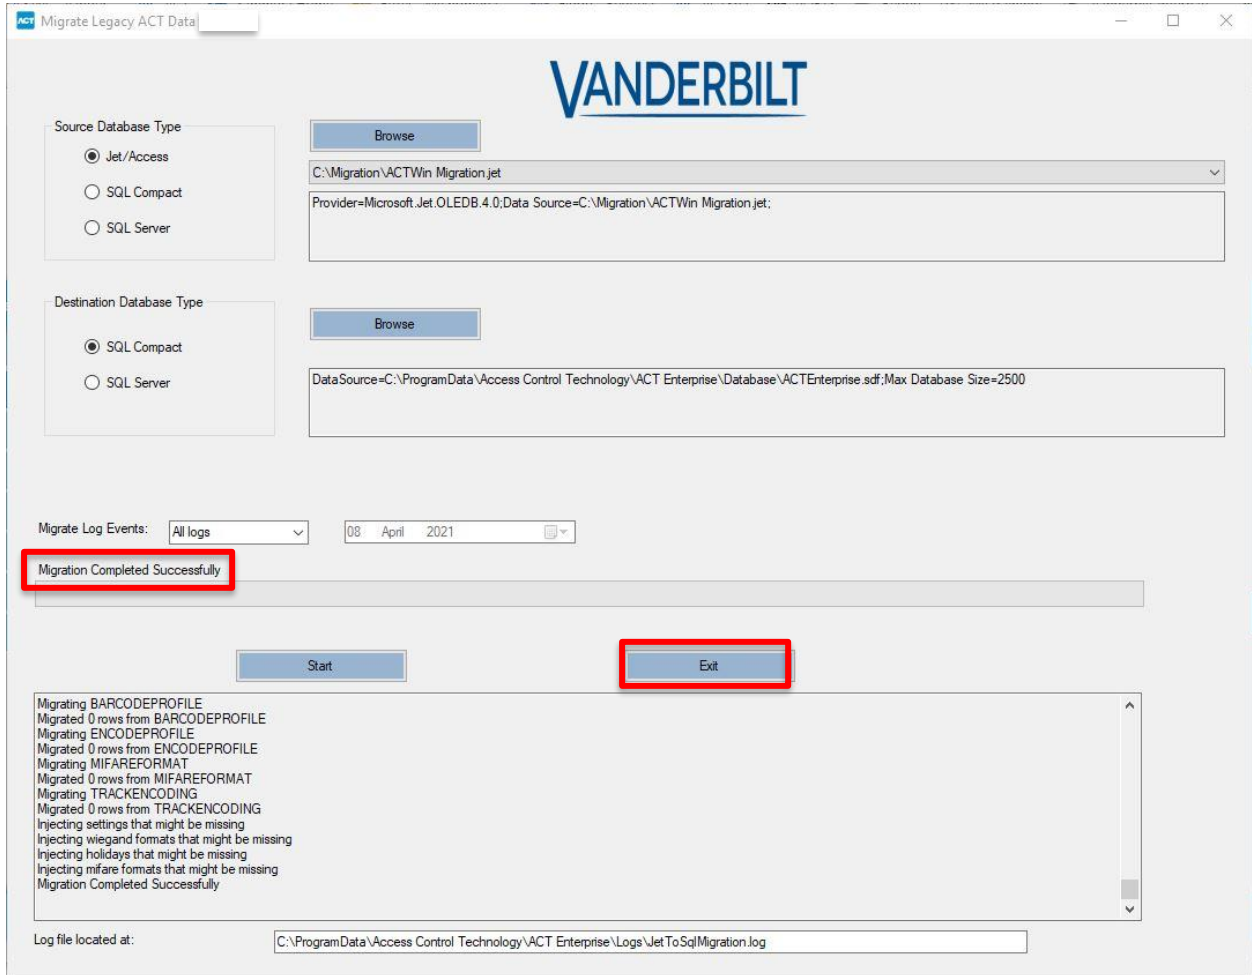 ACT Migrate Legacy ACT Data
VANDERBILT
Source Database Type
Jet/Access
SQL Compact
SQL Server
Browse
C:\Migration\ACTWin Migration.jet
Provider=Microsoft.Jet.OLEDB.4.0;Data Source=C:\Migration\ACTWin Migration.jet;
Destination Database Type
SQL Compact
SQL Server
Browse
DataSource=C:\ProgramData\Access Control Technology\ACT Enterprise\Database\ACTEnterprise.sdf;Max Database Size=2500
Migrate Log Events: All logs 08 April 2021
Migration Completed Successfully
Start Exit
Migrating BARCODEPROFILE
Migrated 0 rows from BARCODEPROFILE
Migrating ENCODEPROFILE
Migrated 0 rows from ENCODEPROFILE
Migrating MIFAREFORMAT
Migrated 0 rows from MIFAREFORMAT
Migrating TRACKENCODING
Migrated 0 rows from TRACKENCODING
Injecting settings that might be missing
Injecting wiegand formats that might be missing
Injecting holidays that might be missing
Injecting mifare formats that might be missing
Migration Completed Successfully
Log file located at: C:\ProgramData\Access Control Technology\ACT Enterprise\Logs\JetToSqlMigration.log